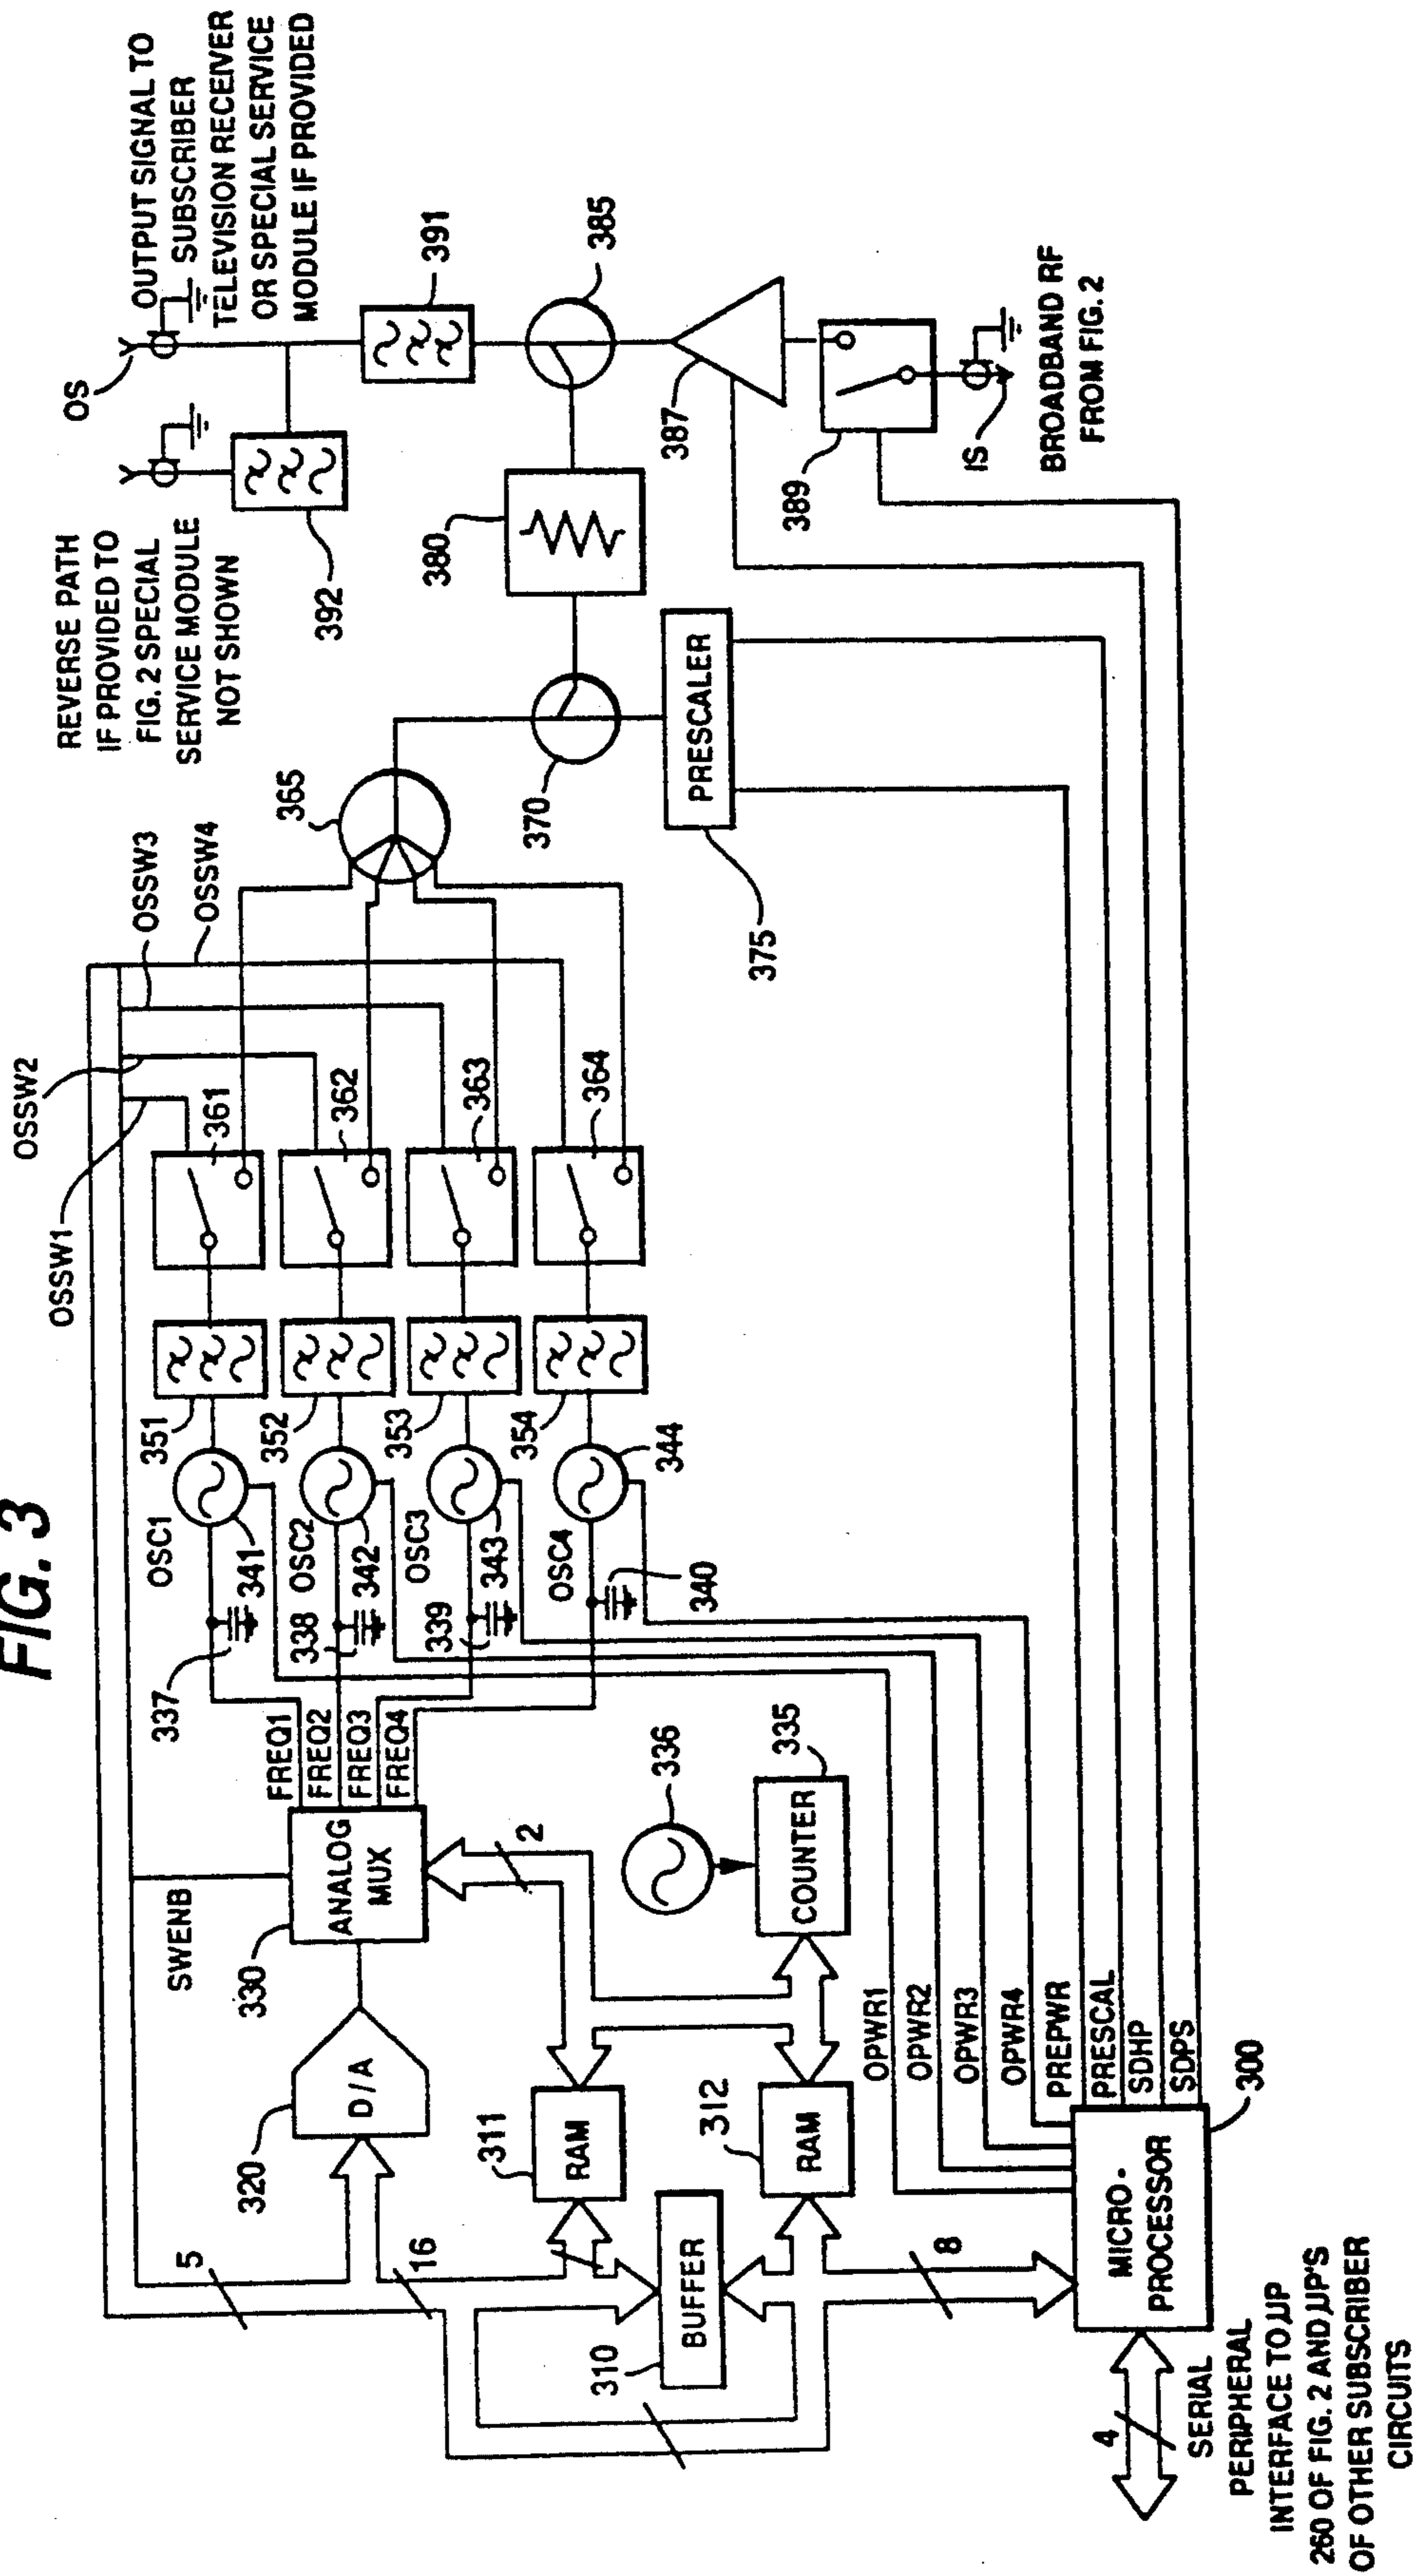 FIG. 3
REVERSE PATH
IF PROVIDED TO
FIG. 2 SPECIAL
SERVICE MODULE
NOT SHOWN
OS
OUTPUT SIGNAL TO
SUBSCRIBER
TELEVISION RECEIVER
OR SPECIAL SERVICE
MODULE IF PROVIDED
392
391
385
380
387
389
IS
BROADBAND RF
FROM FIG. 2
OSSW1
OSSW2
OSSW3
OSSW4
365
370
PRESCALER
375
361
362
363
364
351
352
353
354
OSC1
OSC2
OSC3
OSC4
341
342
343
344
337
338
339
340
FREQ1
FREQ2
FREQ3
FREQ4
SWENB
330
ANALOG
MUX
2
336
335
COUNTER
320
D/A
311
RAM
312
RAM
5
16
310
BUFFER
8
OPWR1
OPWR2
OPWR3
OPWR4
PREPWR
PRESCAL
SDHP
SDPS
300
MICRO-
PROCESSOR
4
SERIAL
PERIPHERAL
INTERFACE TO µP
260 OF FIG. 2 AND µP'S
OF OTHER SUBSCRIBER
CIRCUITS